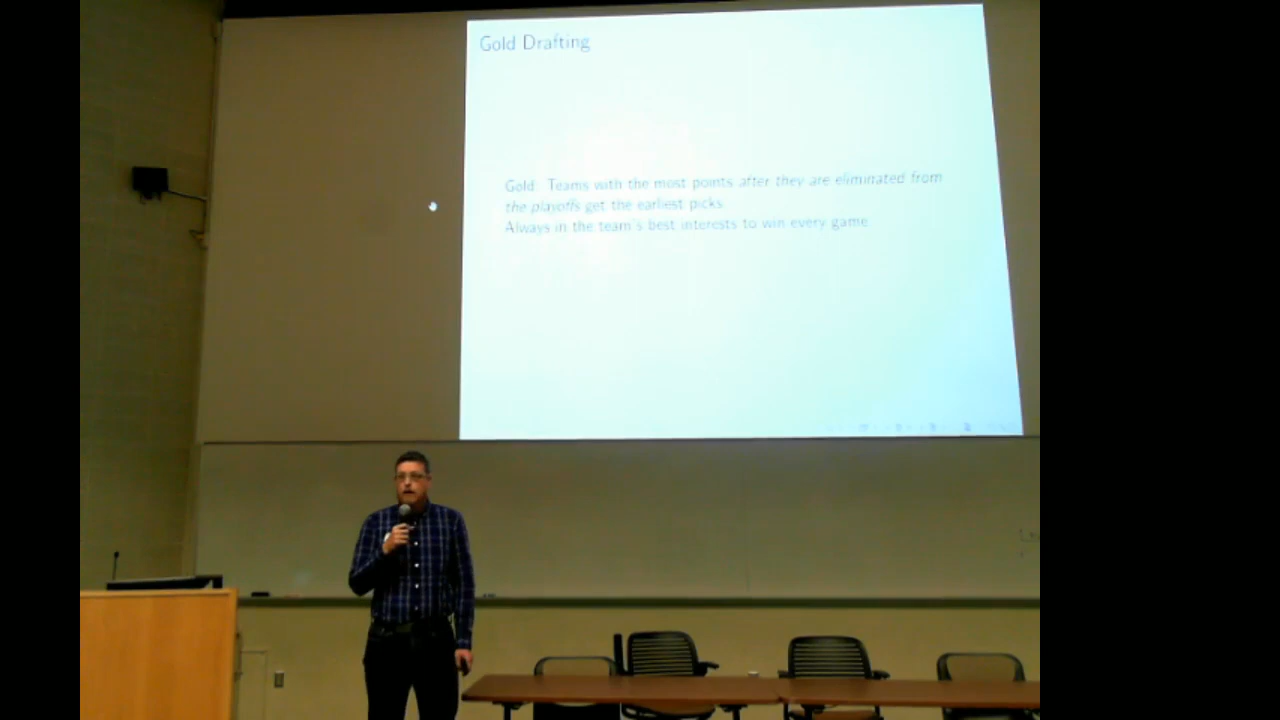 Gold Drafting
Gold: Teams with the most points after they are eliminated from
the playoffs get the earliest picks
Always in the team's best interests to win every game